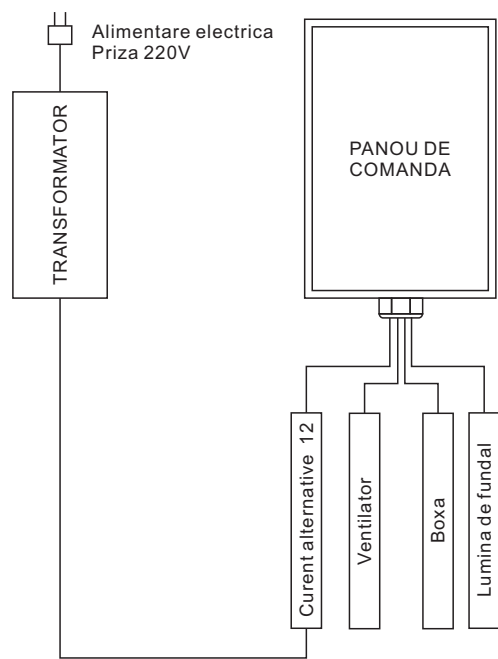 Alimentare electrica
Priza 220V
TRANSFORMATOR
PANOU DE
COMANDA
Curent alternative 12
Ventilator
Boxa
Lumina de fundal